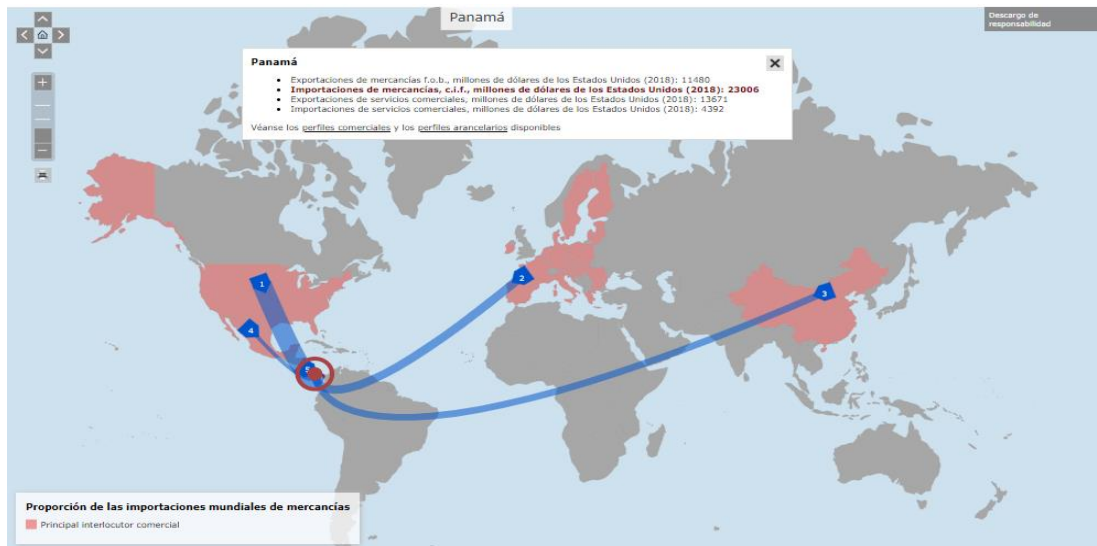 Panamá
Descargo de
responsabilidad
Panamá
Exportaciones de mercancías f.o.b., millones de dólares de los Estados Unidos (2018): 11480
Importaciones de mercancías, c.i.f., millones de dólares de los Estados Unidos (2018): 23006
Exportaciones de servicios comerciales, millones de dólares de los Estados Unidos (2018): 13671
Importaciones de servicios comerciales, millones de dólares de los Estados Unidos (2018): 4392
Véanse los perfiles comerciales y los perfiles arancelarios disponibles
1
2
3
4
5
Proporción de las importaciones mundiales de mercancías
Principal interlocutor comercial